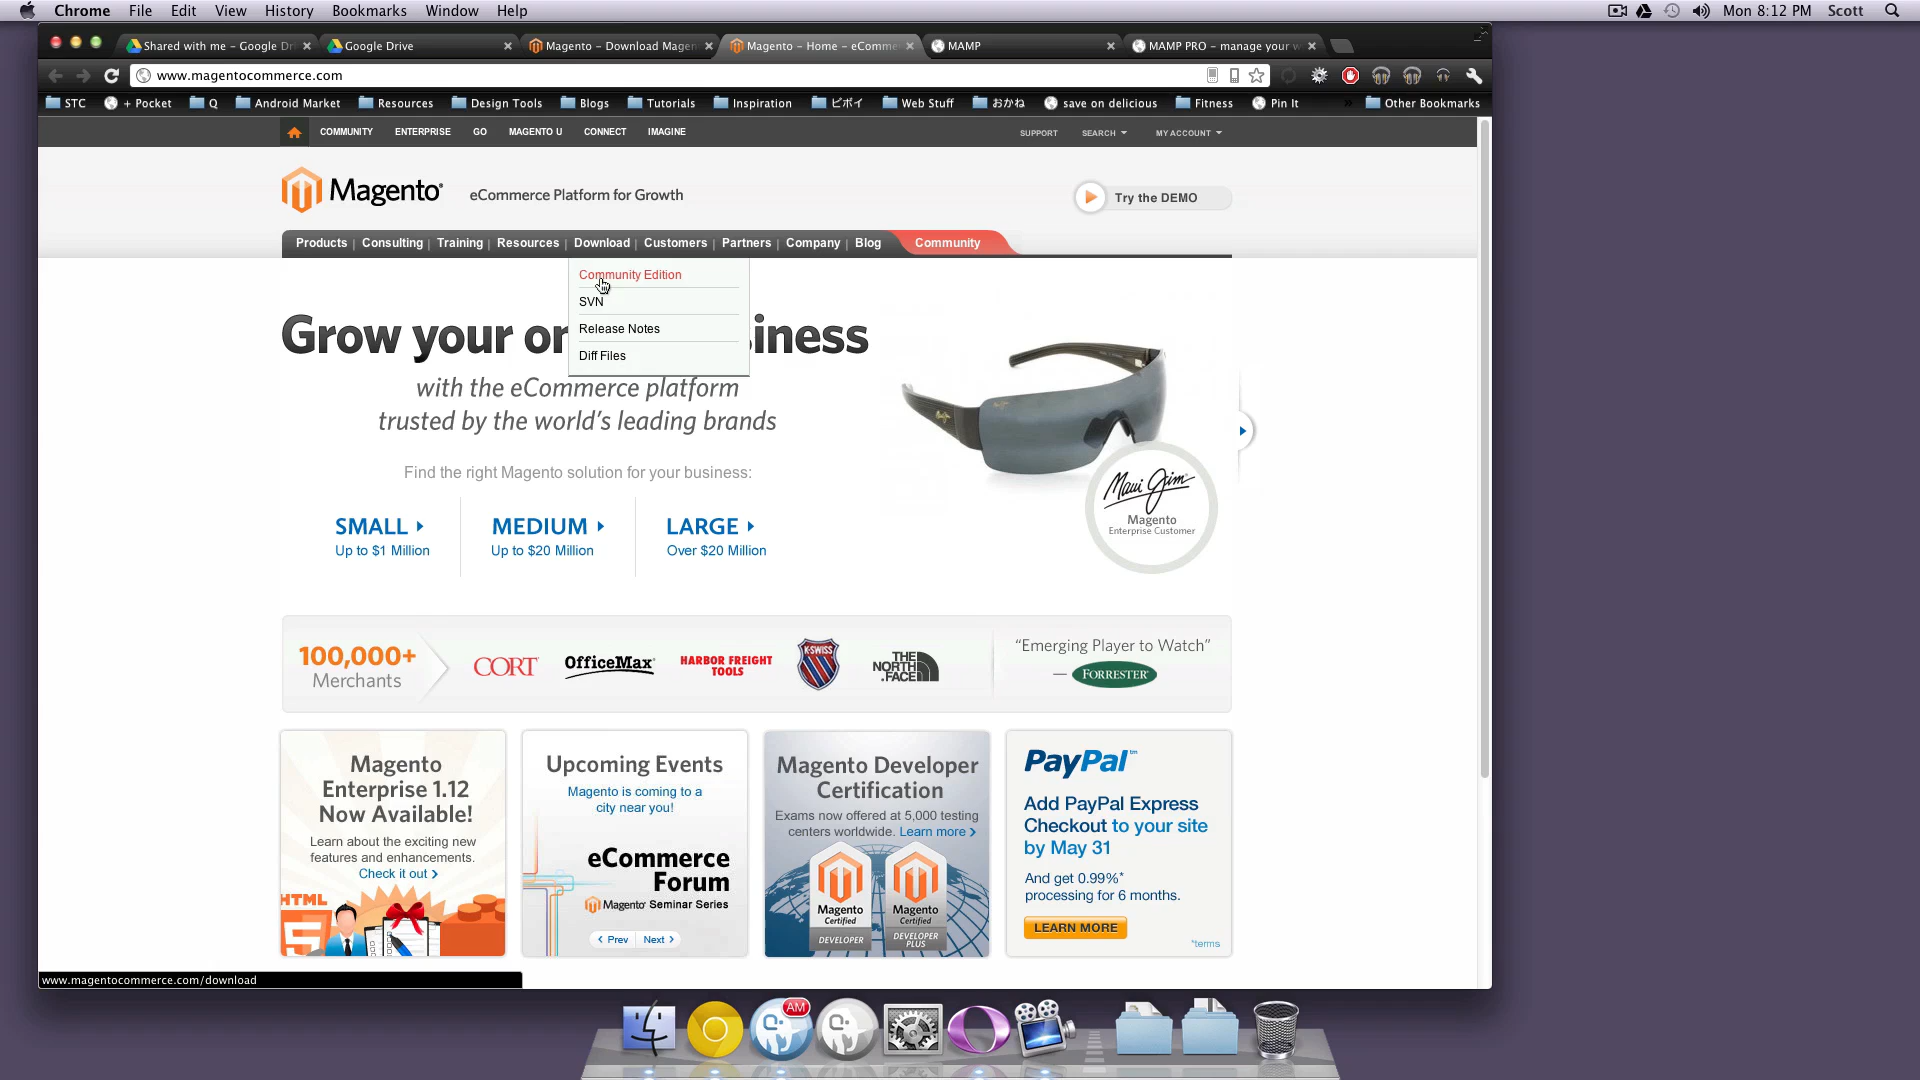 Chrome File Edit View History Bookmarks Window Help Mon 8:12 PM Scott
Shared with me – Google Dr Google Drive Magento – Download Magen Magento – Home – eComme MAMP MAMP PRO – manage your w
www.magentocommerce.com
STC + Pocket Q Android Market Resources Design Tools Blogs Tutorials Inspiration ビボイ Web Stuff おかね save on delicious Fitness Pin It » Other Bookmarks
COMMUNITY ENTERPRISE GO MAGENTO U CONNECT IMAGINE SUPPORT SEARCH MY ACCOUNT
Magento® eCommerce Platform for Growth Try the DEMO
Products | Consulting | Training | Resources | Download | Customers | Partners | Company | Blog Community
Community Edition
SVN
Release Notes
Diff Files
Grow your on iness
with the eCommerce platform
trusted by the world's leading brands
Find the right Magento solution for your business:
SMALL MEDIUM LARGE
Up to $1 Million Up to $20 Million Over $20 Million
Maui Jim
Magento
Enterprise Customer
100,000+
Merchants
CORT OfficeMax HARBOR FREIGHT TOOLS K·SWISS THE NORTH FACE
“Emerging Player to Watch”
— FORRESTER®
Magento
Enterprise 1.12
Now Available!
Learn about the exciting new
features and enhancements.
Check it out >
HTML
5
Upcoming Events
Magento is coming to a
city near you!
eCommerce
Forum
Magento® Seminar Series
< Prev Next >
Magento Developer
Certification
Exams now offered at 5,000 testing
centers worldwide. Learn more >
Magento Magento
Certified Certified
DEVELOPER DEVELOPER
PLUS
PayPal™
Add PayPal Express
Checkout to your site
by May 31
And get 0.99%*
processing for 6 months.
LEARN MORE
*terms
www.magentocommerce.com/download
AM